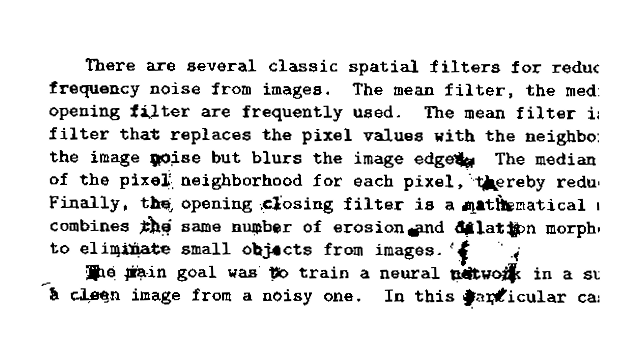 There are several classic spatial filters for reduc
frequency noise from images. The mean filter, the medi
opening filter are frequently used. The mean filter is
filter that replaces the pixel values with the neighbo
the image noise but blurs the image edges. The median
of the pixel neighborhood for each pixel, thereby redu
Finally, the opening closing filter is a mathematical
combines the same number of erosion and dilation morph
to eliminate small objects from images.
The main goal was to train a neural network in a su
a clean image from a noisy one. In this particular ca